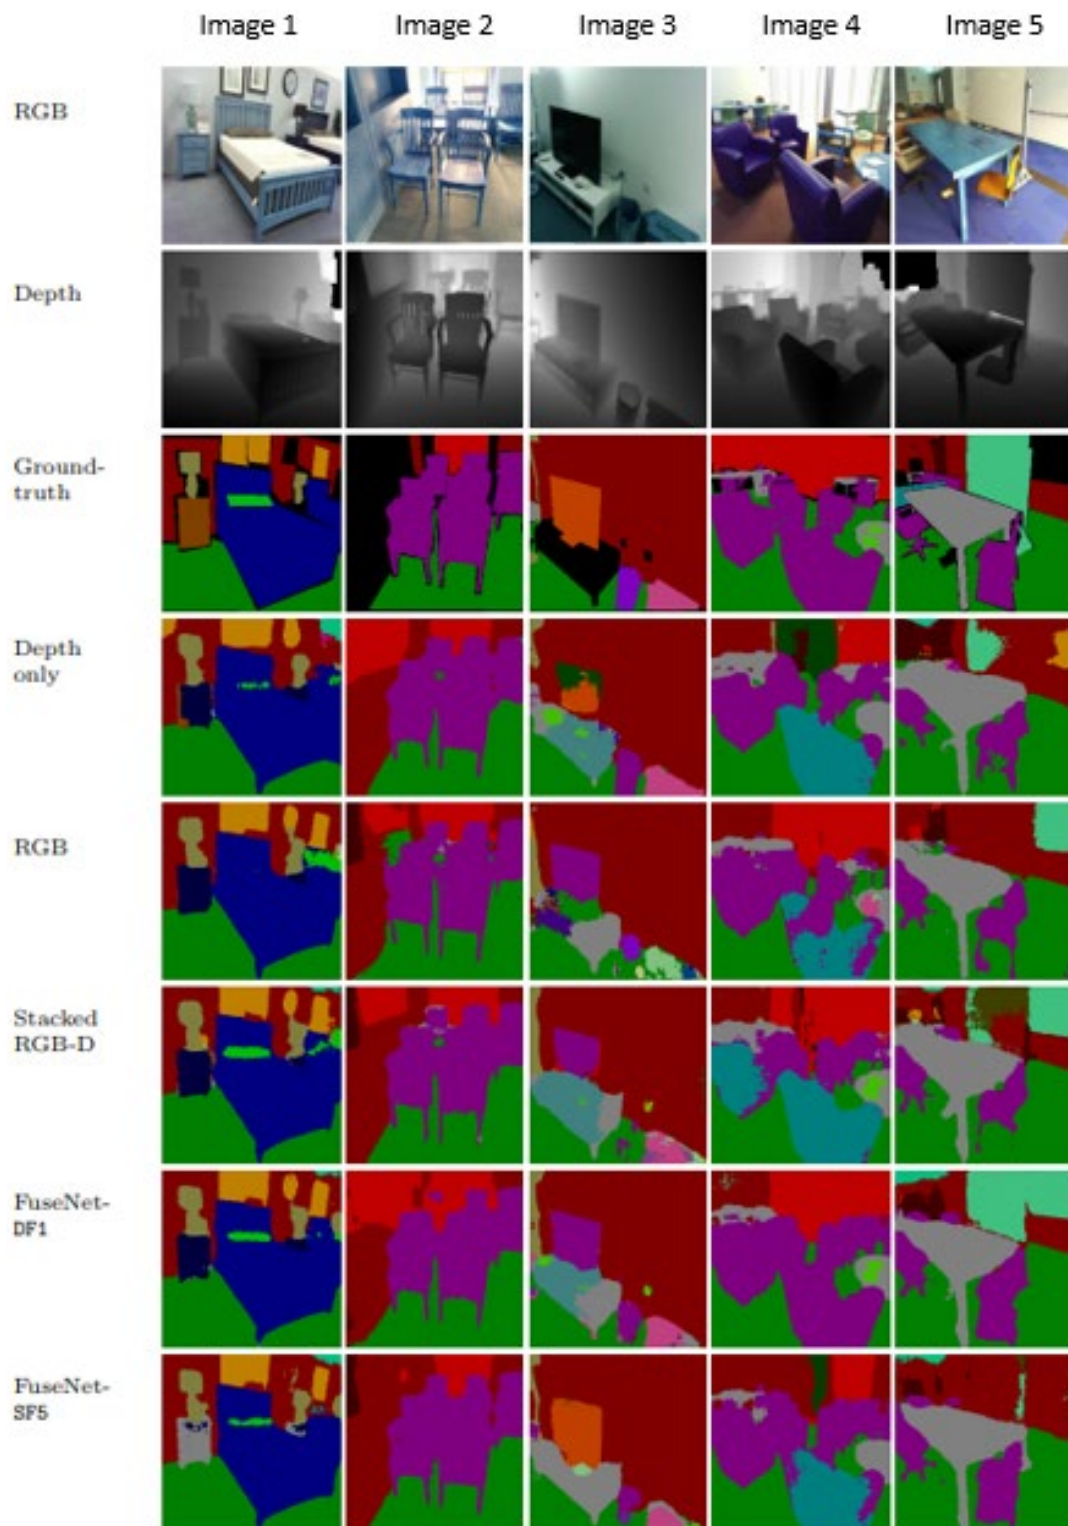 Image 1 Image 2 Image 3 Image 4 Image 5
RGB
Depth
Ground-
truth
Depth
only
RGB
Stacked
RGB-D
FuseNet-
DF1
FuseNet-
SF5